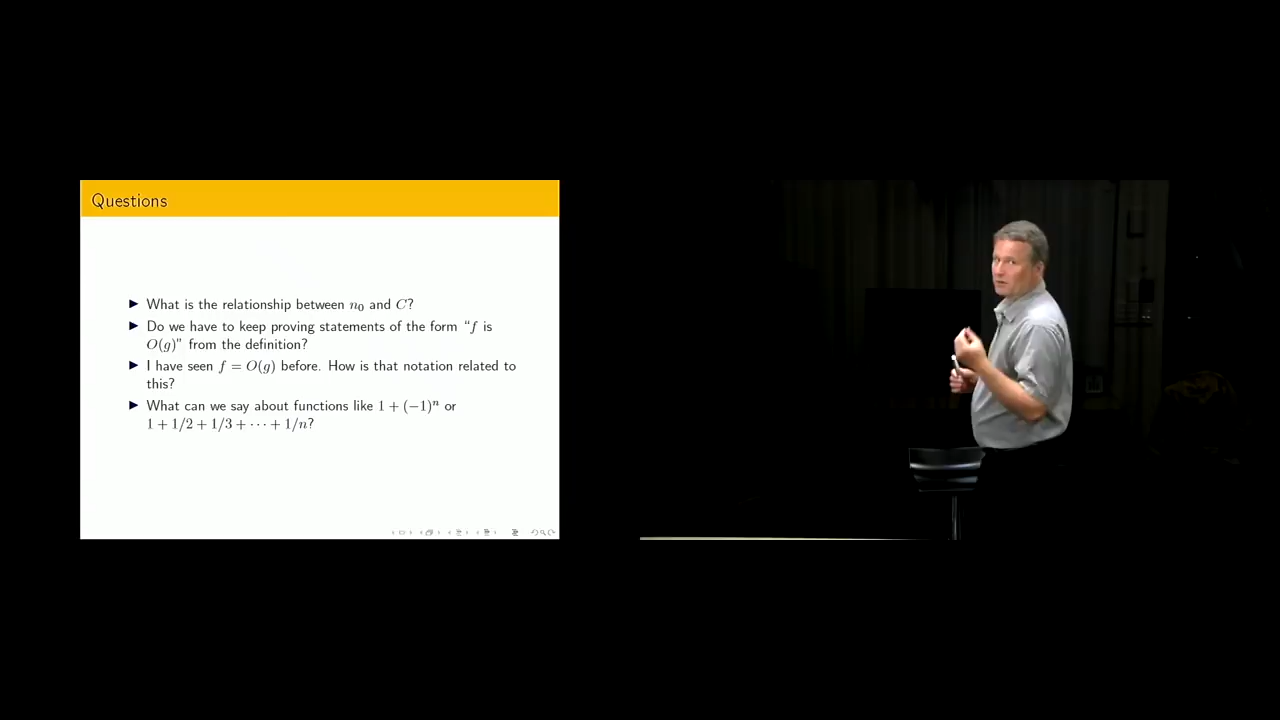 Questions
▶ What is the relationship between n₀ and C?
▶ Do we have to keep proving statements of the form “f is
O(g)” from the definition?
▶ I have seen f = O(g) before. How is that notation related to
this?
▶ What can we say about functions like 1 + (−1)ⁿ or
1 + 1/2 + 1/3 + ⋯ + 1/n?